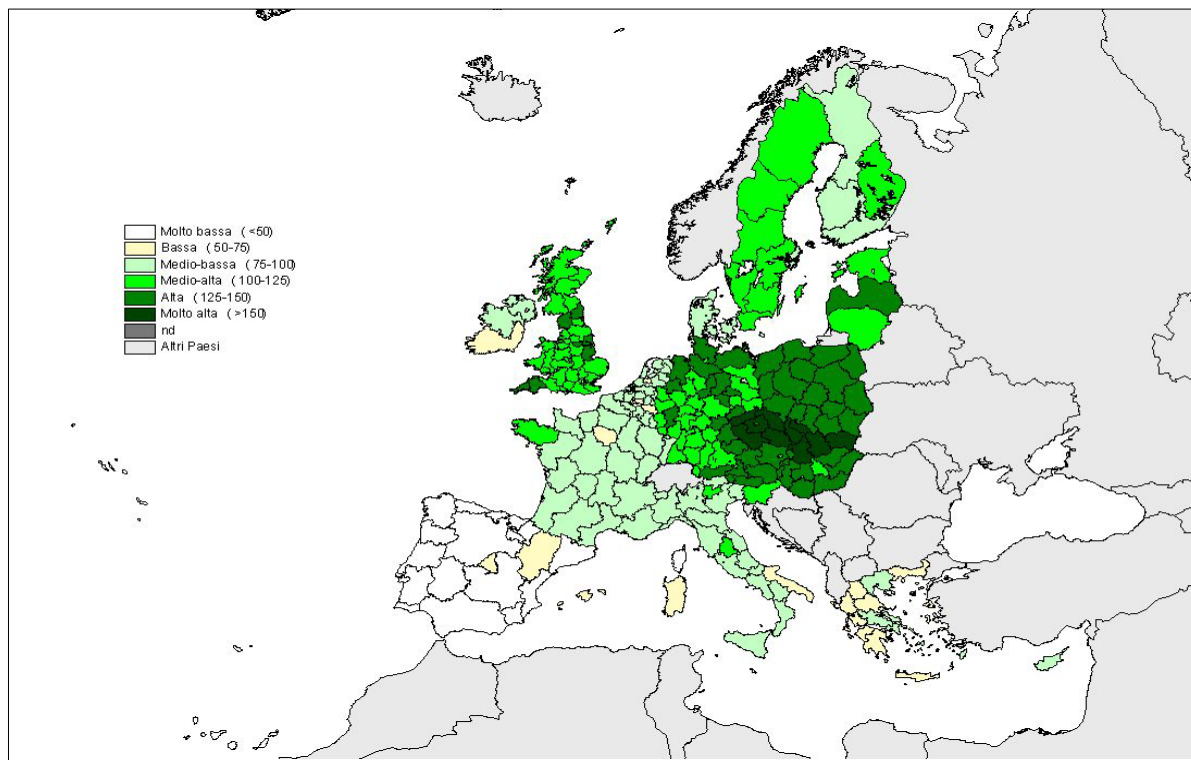 Molto bassa (<50)
Bassa (50-75)
Medio-bassa (75-100)
Medio-alta (100-125)
Alta (125-150)
Molto alta (>150)
nd
Altri Paesi